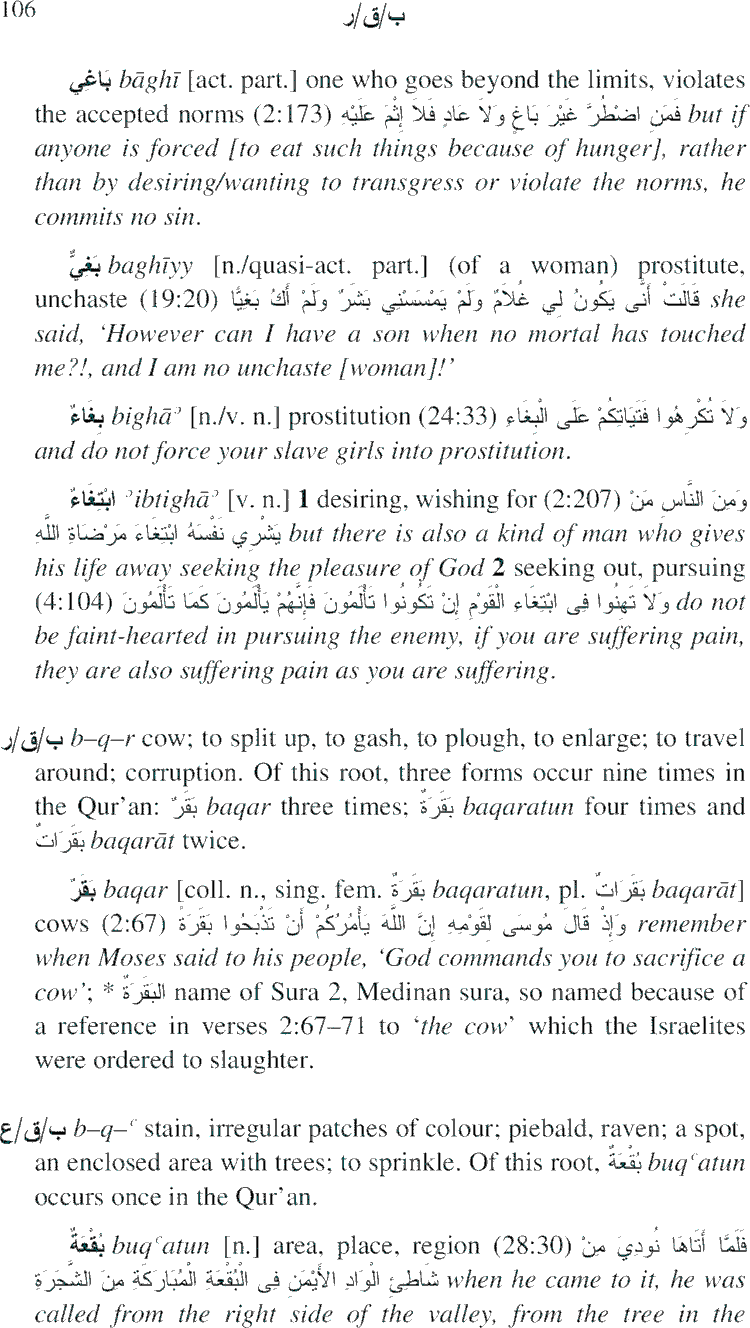 106 ب/ق/ر
بَاغِي bāghī [act. part.] one who goes beyond the limits, violates
the accepted norms (2:173) فَمَنِ اضْطُرَّ غَيْرَ بَاغٍ وَلاَ عَادٍ فَلاَ إِثْمَ عَلَيْهِ but if
anyone is forced [to eat such things because of hunger], rather
than by desiring/wanting to transgress or violate the norms, he
commits no sin.
بَغِيٌّ baghīyy [n./quasi-act. part.] (of a woman) prostitute,
unchaste (19:20) قَالَتْ أَنَّى يَكُونُ لِي غُلاَمٌ وَلَمْ يَمْسَسْنِي بَشَرٌ وَلَمْ أَكُ بَغِيًّا she
said, ‘However can I have a son when no mortal has touched
me?!, and I am no unchaste [woman]!’
بِغَاءٌ bighāʾ [n./v. n.] prostitution (24:33) وَلاَ تُكْرِهُوا فَتَيَاتِكُمْ عَلَى الْبِغَاءِ
and do not force your slave girls into prostitution.
ابْتِغَاءٌ ʾibtighāʾ [v. n.] 1 desiring, wishing for (2:207) وَمِنَ النَّاسِ مَنْ
يَشْرِي نَفْسَهُ ابْتِغَاءَ مَرْضَاةِ اللَّهِ but there is also a kind of man who gives
his life away seeking the pleasure of God 2 seeking out, pursuing
(4:104) وَلاَ تَهِنُوا فِى ابْتِغَاءِ الْقَوْمِ إِنْ تَكُونُوا تَأْلَمُونَ فَإِنَّهُمْ يَأْلَمُونَ كَمَا تَأْلَمُونَ do not
be faint-hearted in pursuing the enemy, if you are suffering pain,
they are also suffering pain as you are suffering.
ب/ق/ر b–q–r cow; to split up, to gash, to plough, to enlarge; to travel
around; corruption. Of this root, three forms occur nine times in
the Qur’an: بَقَرٌ baqar three times; بَقَرَةٌ baqaratun four times and
بَقَرَاتٌ baqarāt twice.
بَقَرٌ baqar [coll. n., sing. fem. بَقَرَةٌ baqaratun, pl. بَقَرَاتٌ baqarāt]
cows (2:67) وَإِذْ قَالَ مُوسَى لِقَوْمِهِ إِنَّ اللَّهَ يَأْمُرُكُمْ أَنْ تَذْبَحُوا بَقَرَةً remember
when Moses said to his people, ‘God commands you to sacrifice a
cow’; * البَقَرَةُ name of Sura 2, Medinan sura, so named because of
a reference in verses 2:67–71 to ‘the cow’ which the Israelites
were ordered to slaughter.
ب/ق/ع b–q–ʿ stain, irregular patches of colour; piebald, raven; a spot,
an enclosed area with trees; to sprinkle. Of this root, بُقْعَةٌ buqʿatun
occurs once in the Qur’an.
بُقْعَةٌ buqʿatun [n.] area, place, region (28:30) فَلَمَّا أَتَاهَا نُودِيَ مِنْ
شَاطِئِ الْوَادِ الأَيْمَنِ فِى الْبُقْعَةِ الْمُبَارَكَةِ مِنَ الشَّجَرَةِ when he came to it, he was
called from the right side of the valley, from the tree in the